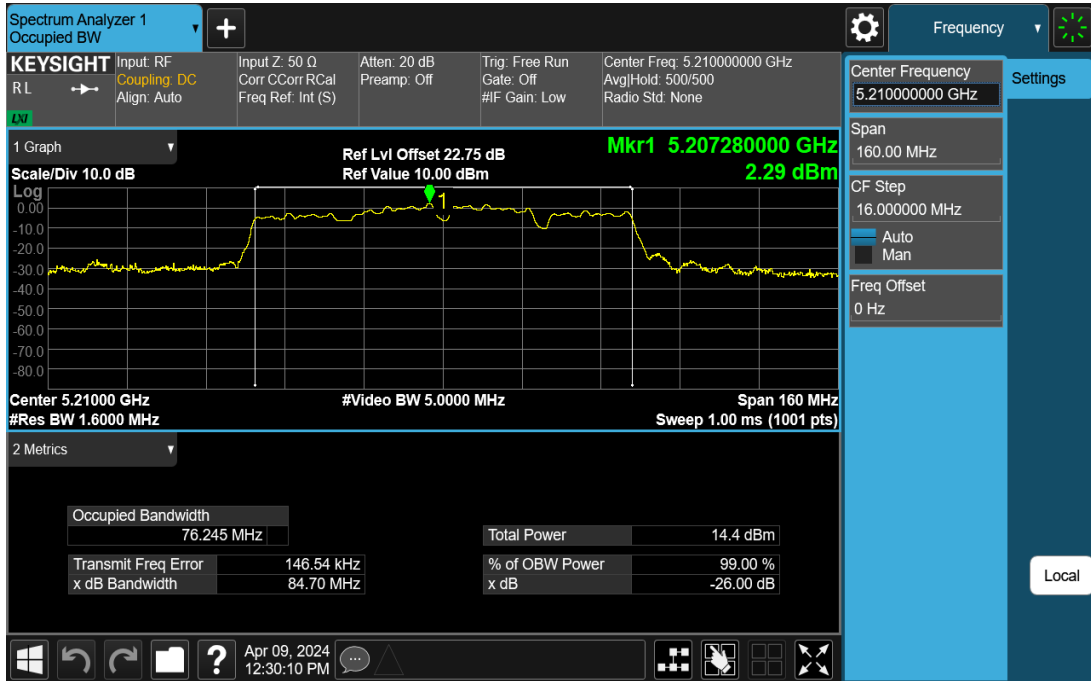 Spectrum Analyzer 1
Occupied BW
+
Frequency
KEYSIGHT
R L
LXI
Input: RF
Coupling: DC
Align: Auto
Input Z: 50 Ω
Corr CCorr RCal
Freq Ref: Int (S)
Atten: 20 dB
Preamp: Off
Trig: Free Run
Gate: Off
#IF Gain: Low
Center Freq: 5.210000000 GHz
Avg|Hold: 500/500
Radio Std: None
Center Frequency
5.210000000 GHz
Settings
Span
160.00 MHz
CF Step
16.000000 MHz
Auto
Man
Freq Offset
0 Hz
Local
1 Graph
Scale/Div 10.0 dB
Ref Lvl Offset 22.75 dB
Ref Value 10.00 dBm
Mkr1 5.207280000 GHz
2.29 dBm
Log
0.00
-10.0
-20.0
-30.0
-40.0
-50.0
-60.0
-70.0
-80.0
1
Center 5.21000 GHz
#Res BW 1.6000 MHz
#Video BW 5.0000 MHz
Span 160 MHz
Sweep 1.00 ms (1001 pts)
2 Metrics
Occupied Bandwidth
76.245 MHz
Total Power 14.4 dBm
Transmit Freq Error 146.54 kHz
% of OBW Power 99.00 %
x dB Bandwidth 84.70 MHz
x dB -26.00 dB
?
Apr 09, 2024
12:30:10 PM